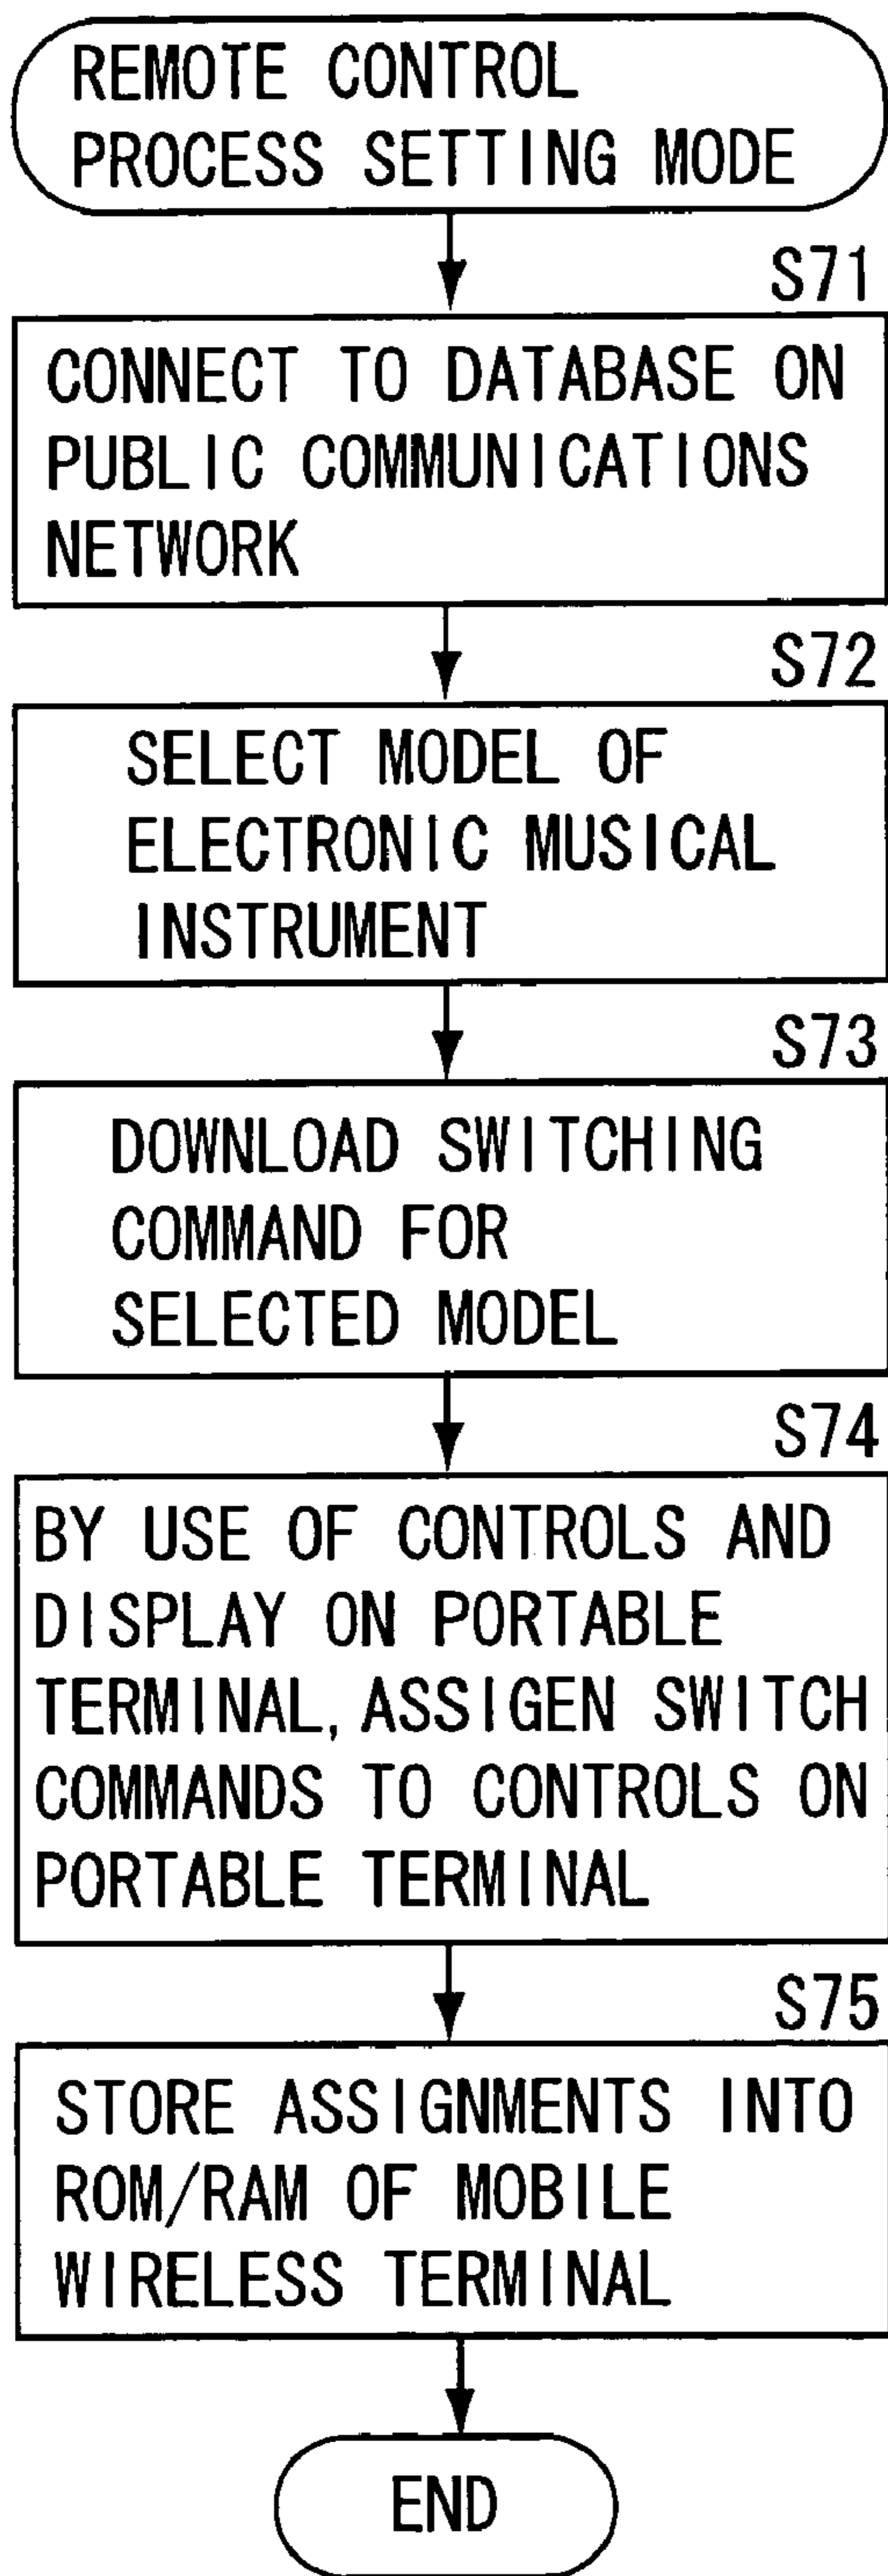 REMOTE CONTROL
PROCESS SETTING MODE
S71
CONNECT TO DATABASE ON
PUBLIC COMMUNICATIONS
NETWORK
S72
SELECT MODEL OF
ELECTRONIC MUSICAL
INSTRUMENT
S73
DOWNLOAD SWITCHING
COMMAND FOR
SELECTED MODEL
S74
BY USE OF CONTROLS AND
DISPLAY ON PORTABLE
TERMINAL, ASSIGEN SWITCH
COMMANDS TO CONTROLS ON
PORTABLE TERMINAL
S75
STORE ASSIGNMENTS INTO
ROM/RAM OF MOBILE
WIRELESS TERMINAL
END